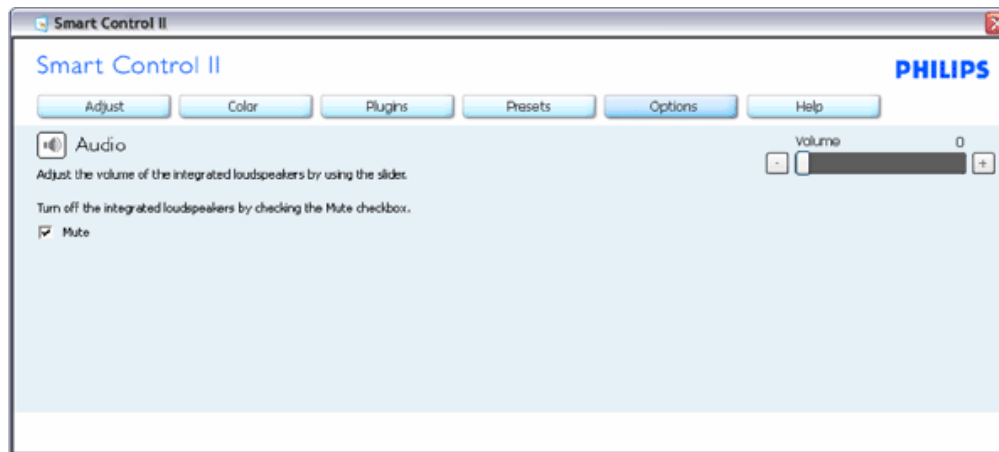 Smart Control II
Smart Control II
PHILIPS
Adjust Color Plugins Presets Options Help
Audio
Volume 0
- +
Adjust the volume of the integrated loudspeakers by using the slider.
Turn off the integrated loudspeakers by checking the Mute checkbox.
Mute